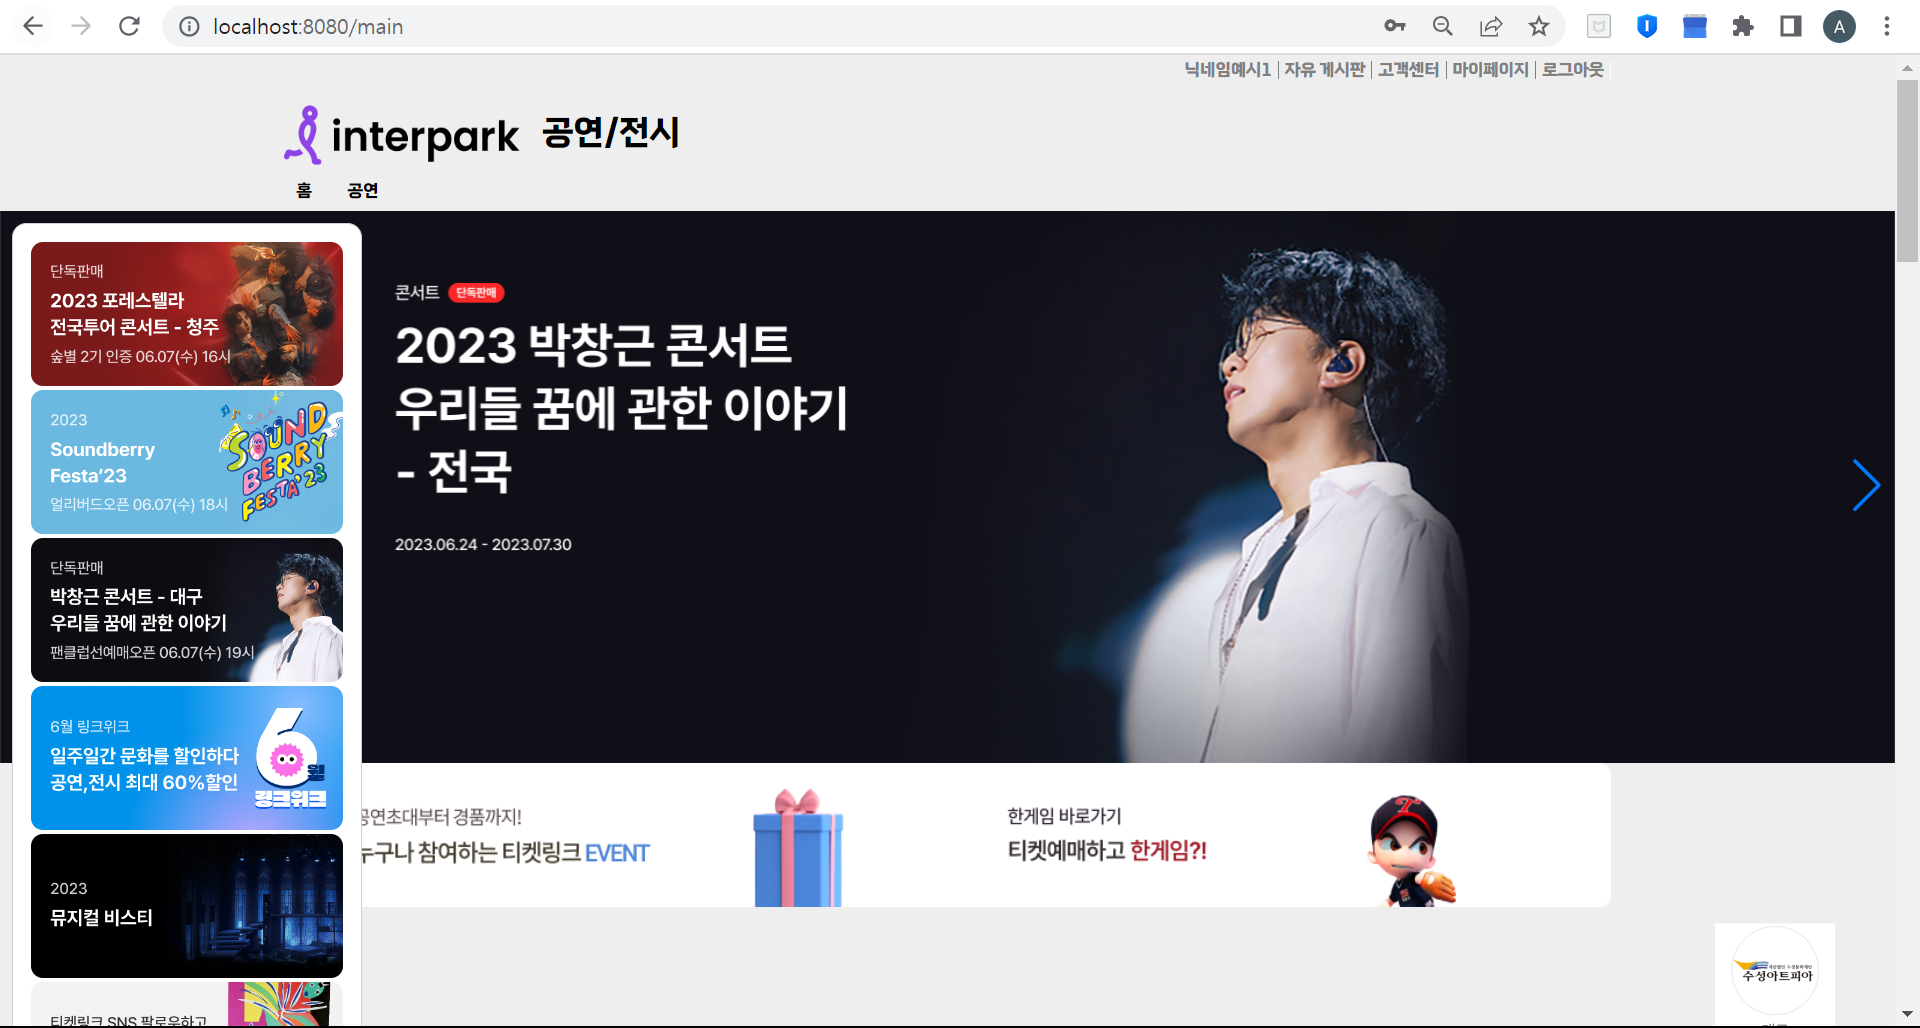 localhost:8080/main
A
닉네임예시1 | 자유 게시판 | 고객센터 | 마이페이지 | 로그아웃
interpark 공연/전시
홈 공연
단독판매
2023 포레스텔라
전국투어 콘서트 - 청주
숲별 2기 인증 06.07(수) 16시
2023
Soundberry
Festa'23
얼리버드오픈 06.07(수) 18시
SOUND
BERRY
FESTA'23
단독판매
박창근 콘서트 - 대구
우리들 꿈에 관한 이야기
팬클럽선예매오픈 06.07(수) 19시
6월 링크위크
일주일간 문화를 할인하다
공연,전시 최대 60%할인
6월
링크위크
2023
뮤지컬 비스티
티켓링크 SNS 팔로우하고
콘서트 단독판매
2023 박창근 콘서트
우리들 꿈에 관한 이야기
- 전국
2023.06.24 - 2023.07.30
공연초대부터 경품까지!
누구나 참여하는 티켓링크 EVENT
한게임 바로가기
티켓예매하고 한게임?!
수성아트피아